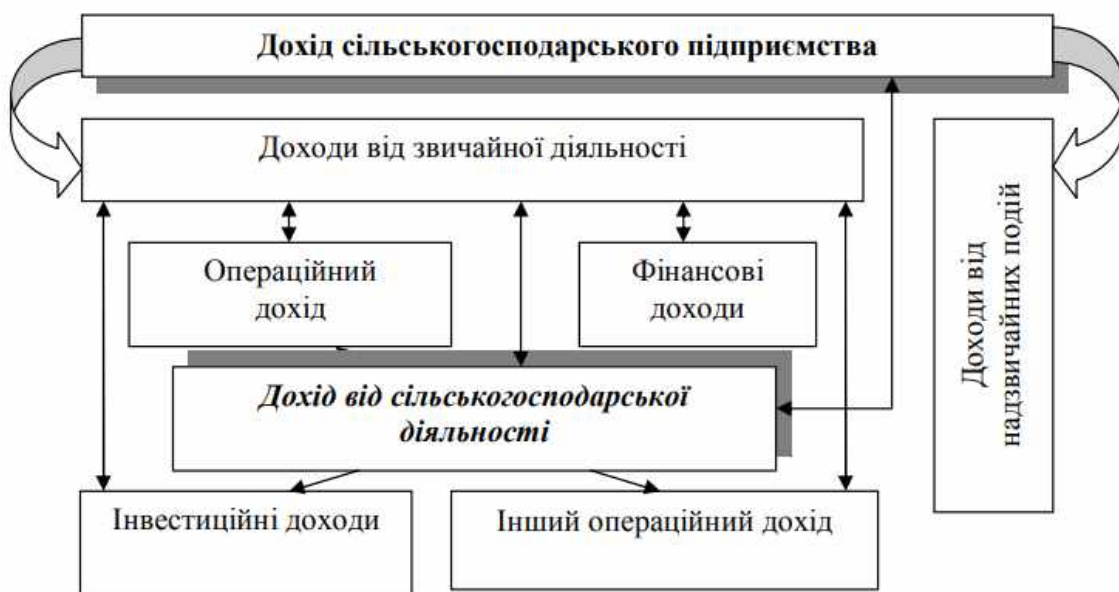 Дохід сільськогосподарського підприємства
Доходи від звичайної діяльності
Операційний
дохід
Фінансові
доходи
Дохід від сільськогосподарської
діяльності
Інвестиційні доходи
Інший операційний дохід
Доходи від
надзвичайних подій